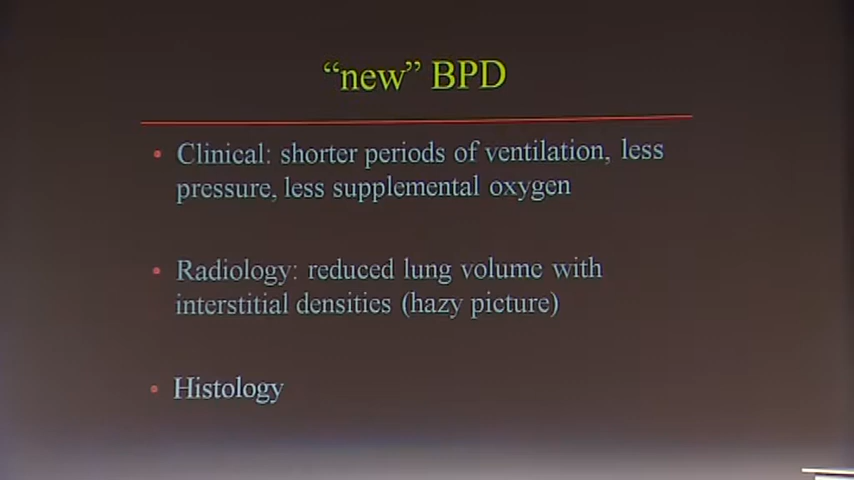 “new” BPD
• Clinical: shorter periods of ventilation, less
pressure, less supplemental oxygen
• Radiology: reduced lung volume with
interstitial densities (hazy picture)
• Histology